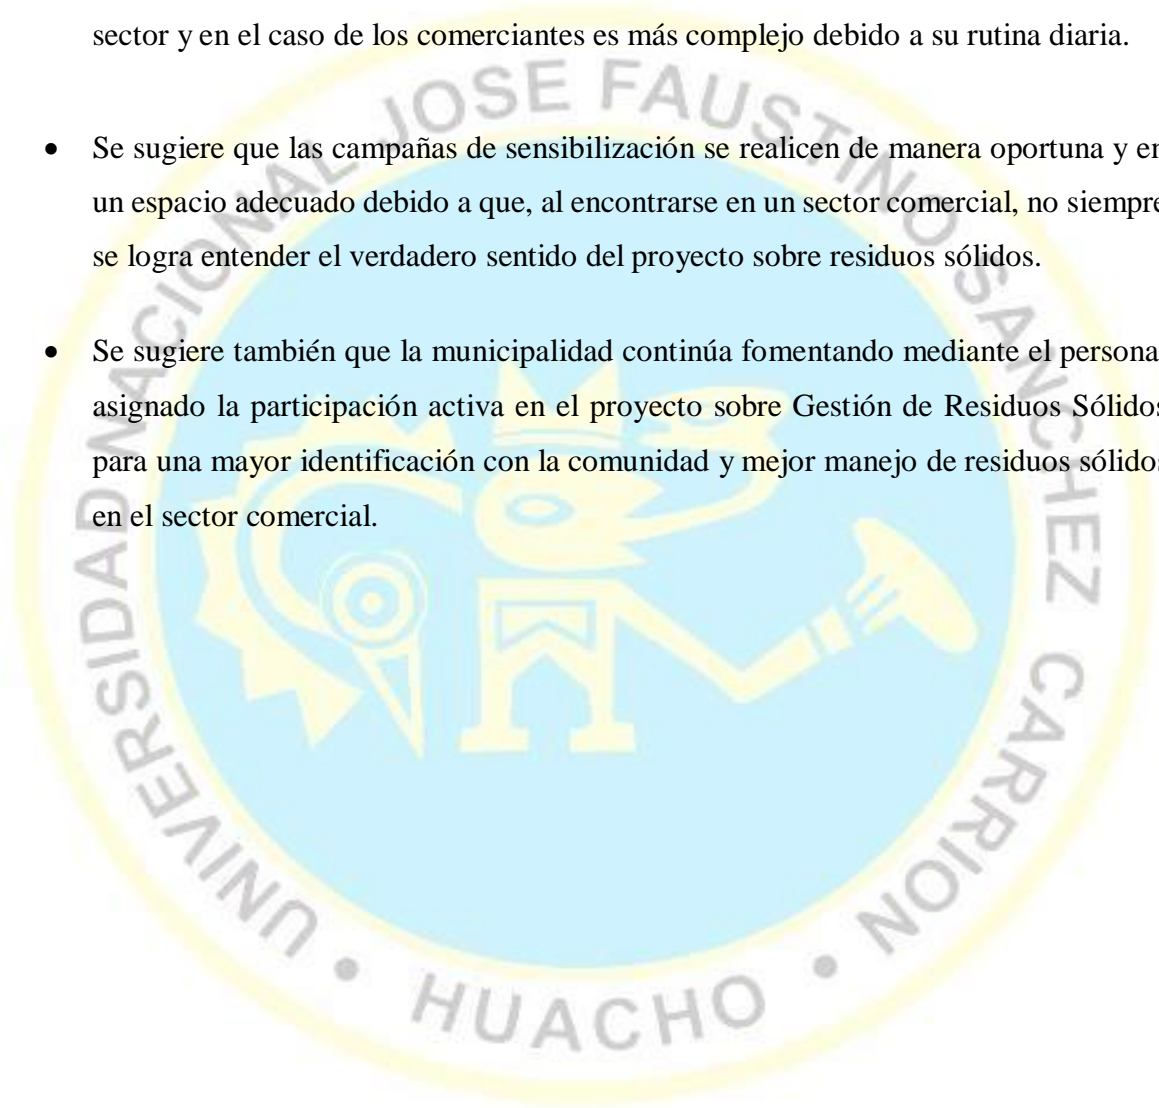 sector y en el caso de los comerciantes es más complejo debido a su rutina diaria.
• Se sugiere que las campañas de sensibilización se realicen de manera oportuna y en
un espacio adecuado debido a que, al encontrarse en un sector comercial, no siempre
se logra entender el verdadero sentido del proyecto sobre residuos sólidos.
• Se sugiere también que la municipalidad continúa fomentando mediante el personal
asignado la participación activa en el proyecto sobre Gestión de Residuos Sólidos
para una mayor identificación con la comunidad y mejor manejo de residuos sólidos
en el sector comercial.
UNIVERSIDAD NACIONAL JOSE FAUSTINO SANCHEZ CARRION
• HUACHO •